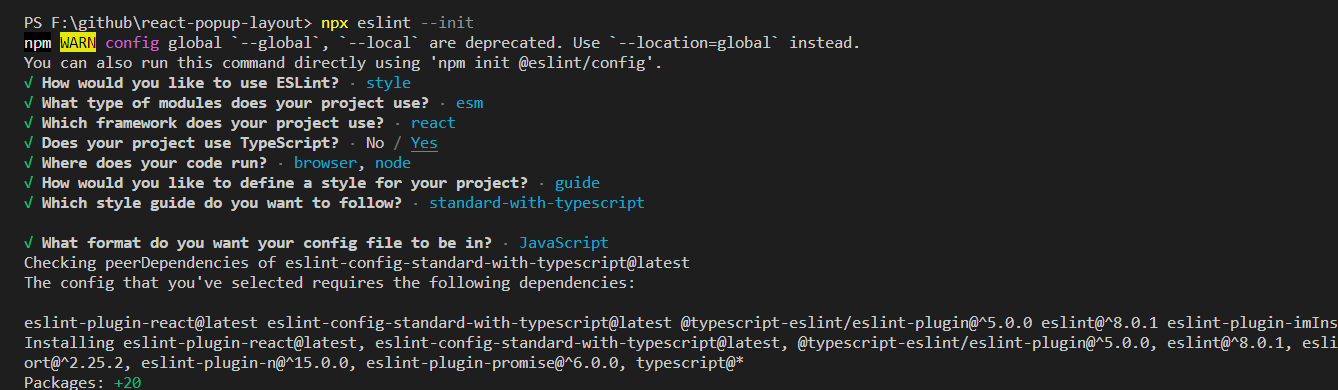 PS F:\github\react-popup-layout> npx eslint --init
npm WARN config global `--global`, `--local` are deprecated. Use `--location=global` instead.
You can also run this command directly using 'npm init @eslint/config'.
√ How would you like to use ESLint? · style
√ What type of modules does your project use? · esm
√ Which framework does your project use? · react
√ Does your project use TypeScript? · No / Yes
√ Where does your code run? · browser, node
√ How would you like to define a style for your project? · guide
√ Which style guide do you want to follow? · standard-with-typescript
√ What format do you want your config file to be in? · JavaScript
Checking peerDependencies of eslint-config-standard-with-typescript@latest
The config that you've selected requires the following dependencies:
eslint-plugin-react@latest eslint-config-standard-with-typescript@latest @typescript-eslint/eslint-plugin@^5.0.0 eslint@^8.0.1 eslint-plugin-imIns
Installing eslint-plugin-react@latest, eslint-config-standard-with-typescript@latest, @typescript-eslint/eslint-plugin@^5.0.0, eslint@^8.0.1, esli
ort@^2.25.2, eslint-plugin-n@^15.0.0, eslint-plugin-promise@^6.0.0, typescript@*
Packages: +20